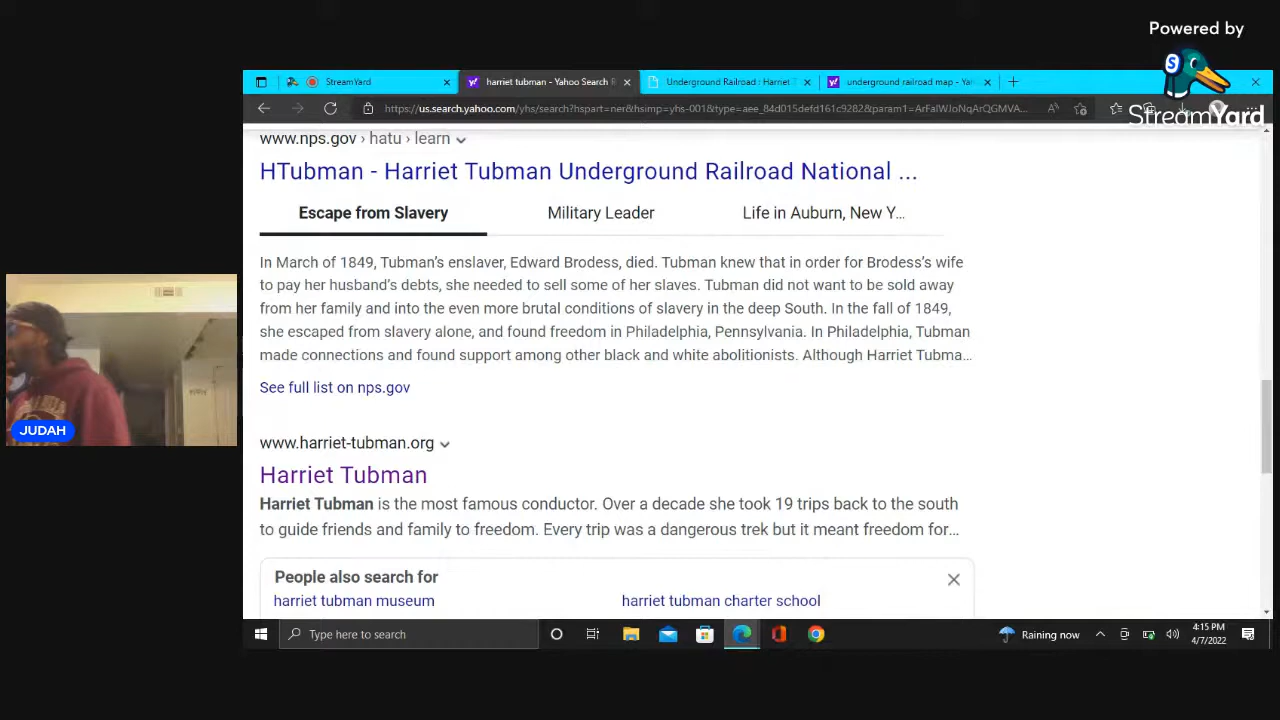 Powered by
StreamYard
StreamYard
harriet tubman - Yahoo Search R
Underground Railroad : Harriet T
underground railroad map - Yah
https://us.search.yahoo.com/yhs/search?hspart=ner&hsimp=yhs-001&type=aee_84d015defd161c9282&param1=ArFaIWJoNqArQGMVA...
www.nps.gov › hatu › learn
HTubman - Harriet Tubman Underground Railroad National ...
Escape from Slavery
Military Leader
Life in Auburn, New Y...
In March of 1849, Tubman's enslaver, Edward Brodess, died. Tubman knew that in order for Brodess's wife
to pay her husband's debts, she needed to sell some of her slaves. Tubman did not want to be sold away
from her family and into the even more brutal conditions of slavery in the deep South. In the fall of 1849,
she escaped from slavery alone, and found freedom in Philadelphia, Pennsylvania. In Philadelphia, Tubman
made connections and found support among other black and white abolitionists. Although Harriet Tubma...
See full list on nps.gov
www.harriet-tubman.org
Harriet Tubman
Harriet Tubman is the most famous conductor. Over a decade she took 19 trips back to the south
to guide friends and family to freedom. Every trip was a dangerous trek but it meant freedom for...
People also search for
harriet tubman museum
harriet tubman charter school
JUDAH
Type here to search
Raining now
4:15 PM
4/7/2022